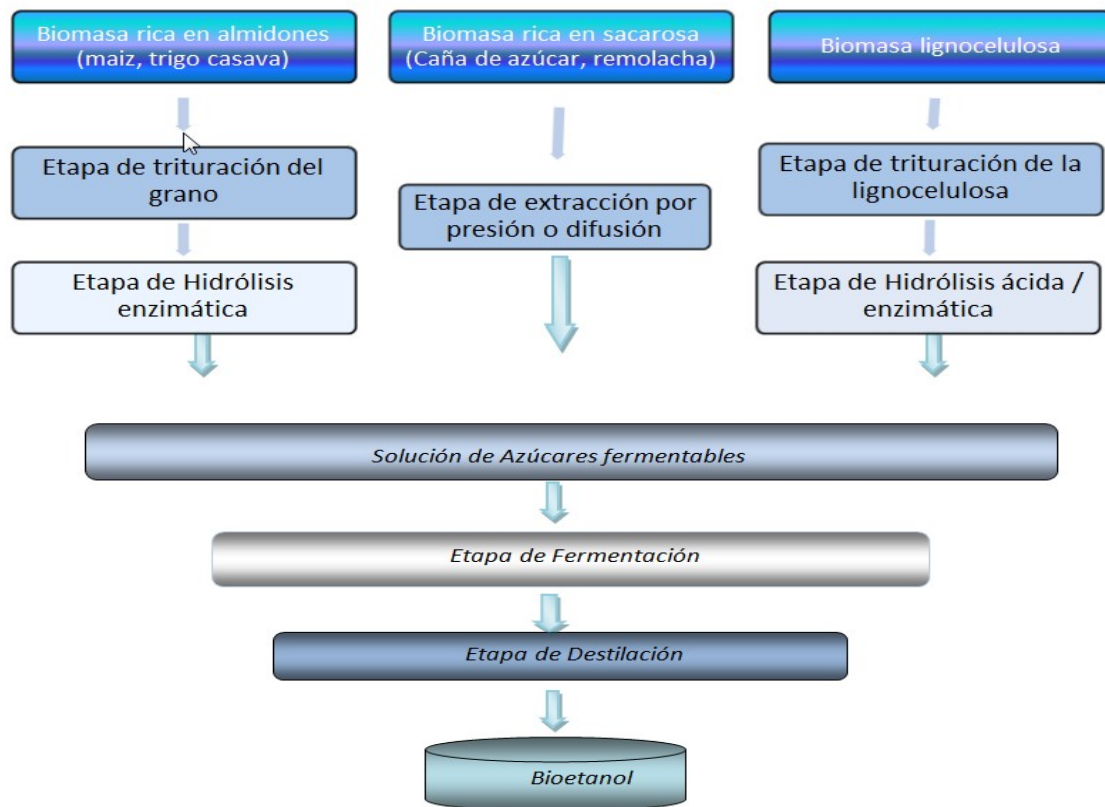 Biomasa rica en almidones
(maiz, trigo casava)
Biomasa rica en sacarosa
(Caña de azúcar, remolacha)
Biomasa lignocelulosa
Etapa de trituración del
grano
Etapa de extracción por
presión o difusión
Etapa de trituración de la
lignocelulosa
Etapa de Hidrólisis
enzimática
Etapa de Hidrólisis ácida /
enzimática
Solución de Azúcares fermentables
Etapa de Fermentación
Etapa de Destilación
Bioetanol